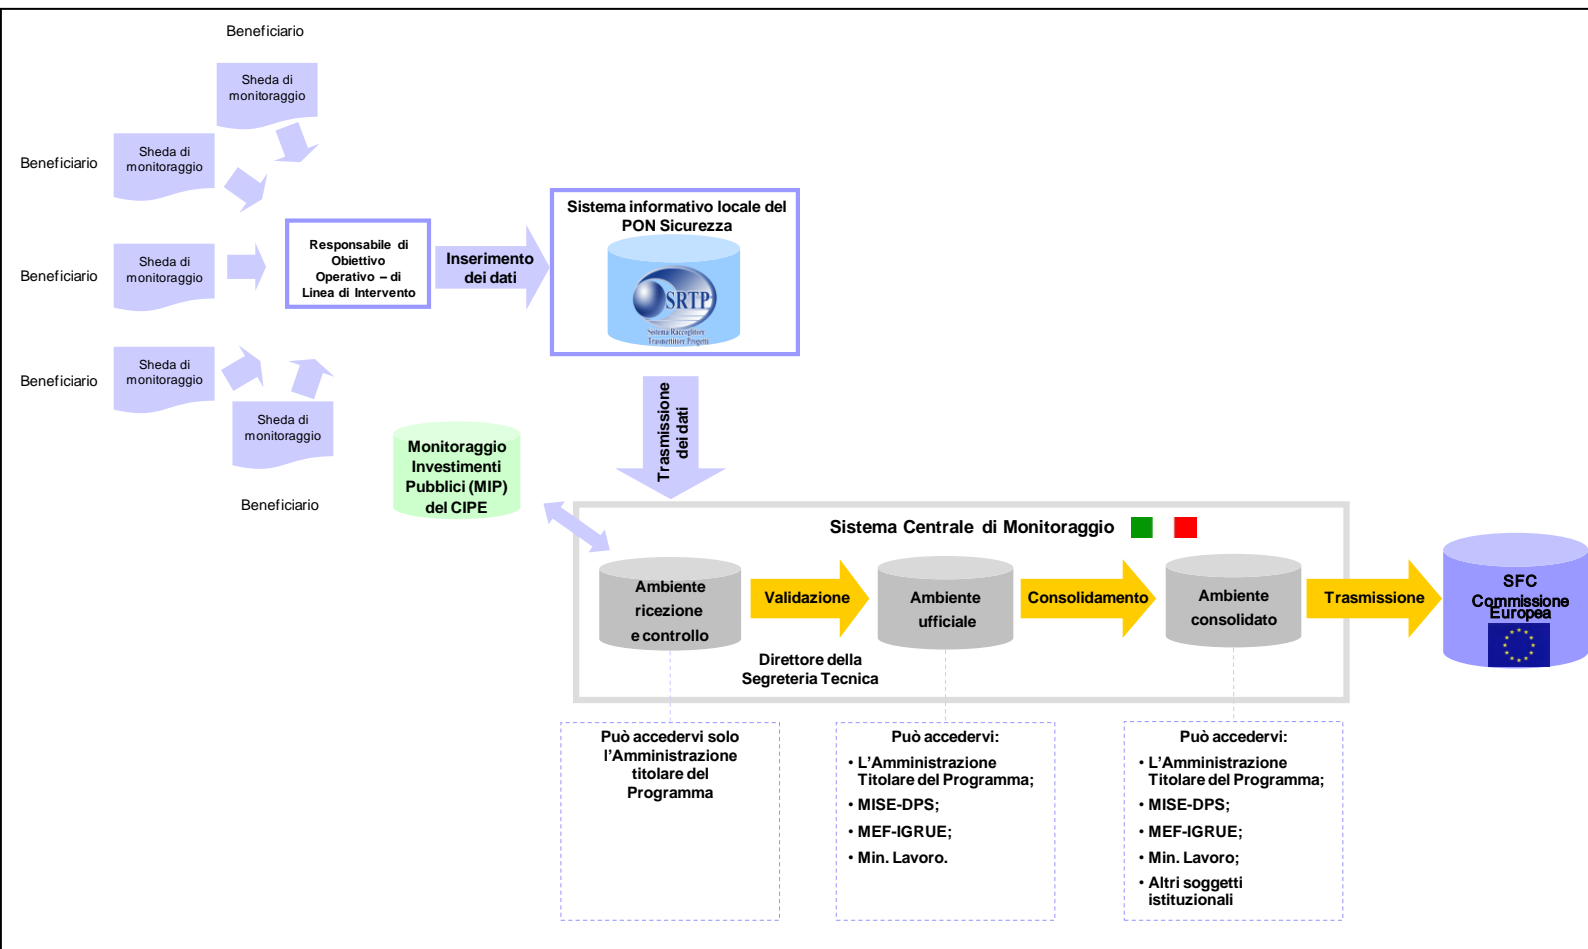 Beneficiario
Sheda di
monitoraggio
Beneficiario
Sheda di
monitoraggio
Beneficiario
Sheda di
monitoraggio
Beneficiario
Sheda di
monitoraggio
Sheda di
monitoraggio
Beneficiario
Responsabile di
Obiettivo
Operativo – di
Linea di Intervento
Inserimento
dei dati
Sistema informativo locale del
PON Sicurezza
SRTP
Sistema Raccoglitore
Trasmettitore Progetti
Trasmissione
dei dati
Monitoraggio
Investimenti
Pubblici (MIP)
del CIPE
Sistema Centrale di Monitoraggio
Ambiente
ricezione
e controllo
Validazione
Ambiente
ufficiale
Consolidamento
Ambiente
consolidato
Trasmissione
SFC
Commissione
Europea
Direttore della
Segreteria Tecnica
Può accedervi solo
l'Amministrazione
titolare del
Programma
Può accedervi:
• L'Amministrazione
Titolare del Programma;
• MISE-DPS;
• MEF-IGRUE;
• Min. Lavoro.
Può accedervi:
• L'Amministrazione
Titolare del Programma;
• MISE-DPS;
• MEF-IGRUE;
• Min. Lavoro;
• Altri soggetti
istituzionali